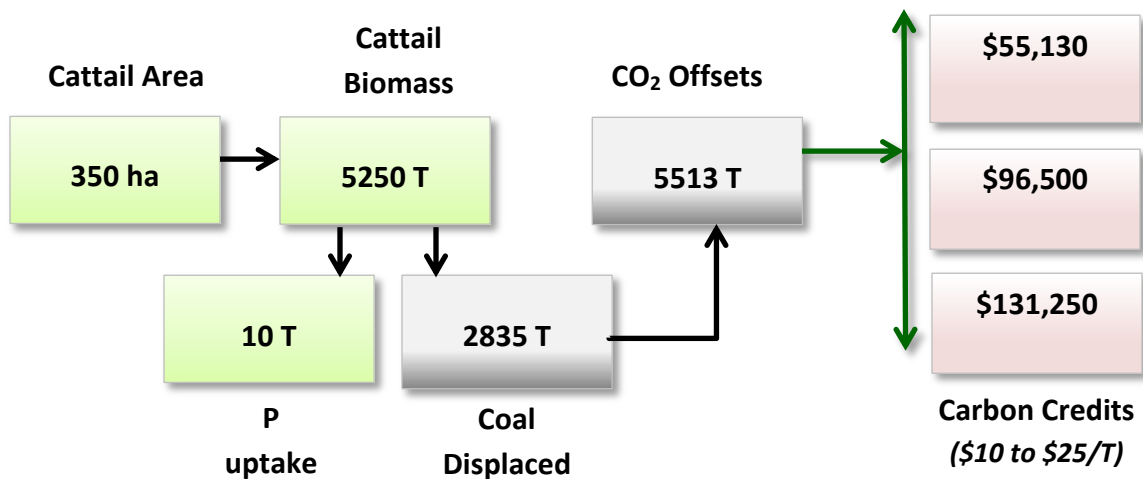 Cattail Area
350 ha
Cattail
Biomass
5250 T
10 T
P
uptake
2835 T
Coal
Displaced
CO₂ Offsets
5513 T
$55,130
$96,500
$131,250
Carbon Credits
($10 to $25/T)